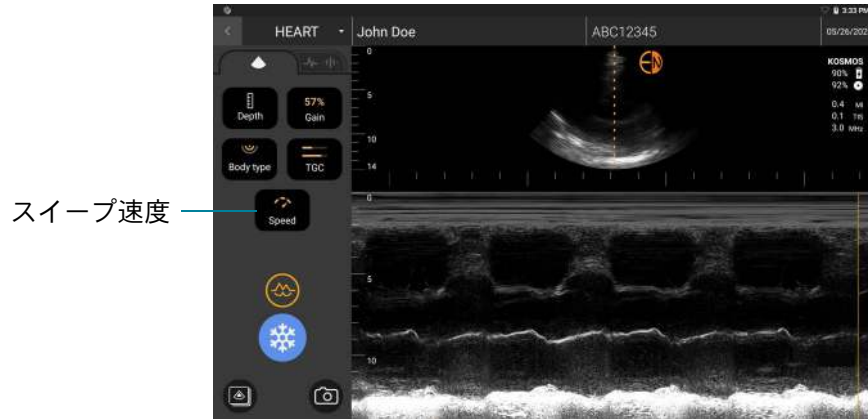 3:33 PM
HEART
John Doe
ABC12345
05/26/202
0
5
10
14
KOSMOS
90%
92%
0.4 MI
0.1 TIS
3.0 MHz
Depth
57%
Gain
Body type
TGC
スイープ速度
Speed
0
5
10